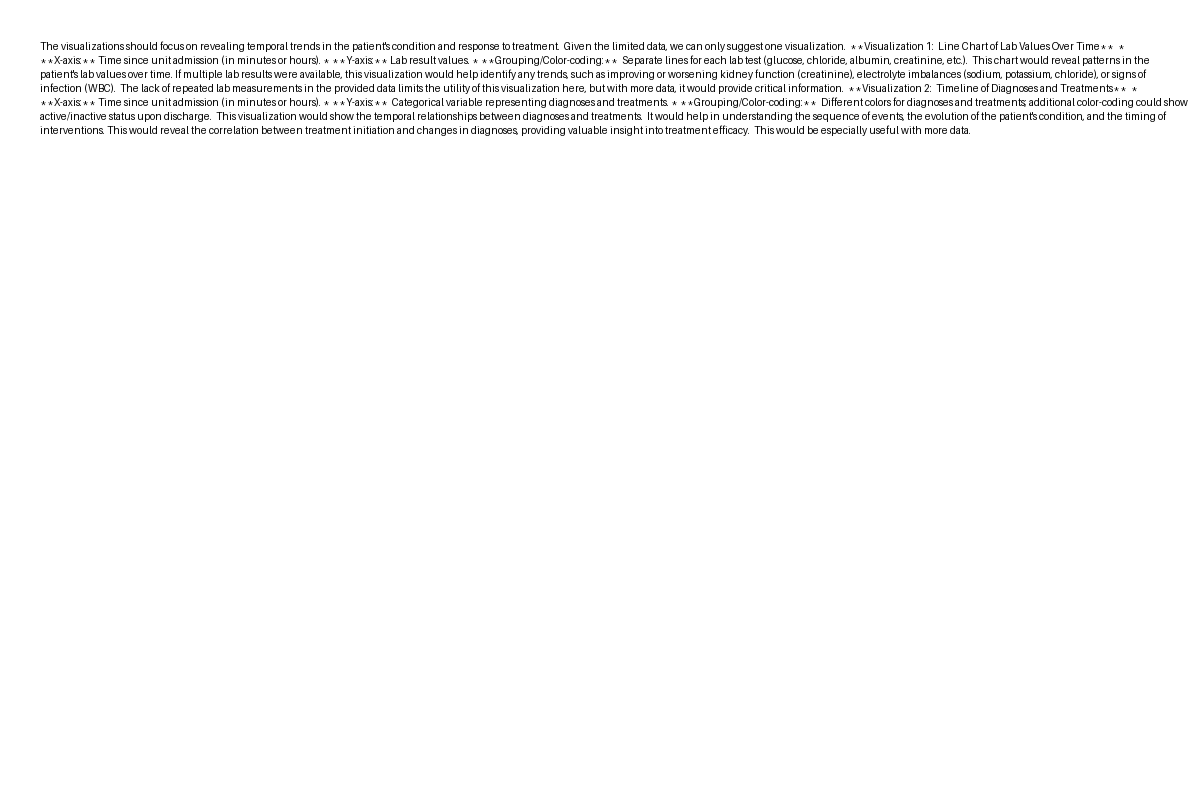 The visualizations should focus on revealing temporal trends in the patient's condition and response to treatment.  Given the limited data, we can only suggest one visualization.  **Visualization 1:  Line Chart of Lab Values Over Time** *
**X-axis:** Time since unit admission (in minutes or hours). * **Y-axis:** Lab result values. * **Grouping/Color-coding:**  Separate lines for each lab test (glucose, chloride, albumin, creatinine, etc.).  This chart would reveal patterns in the
patient's lab values over time. If multiple lab results were available, this visualization would help identify any trends, such as improving or worsening kidney function (creatinine), electrolyte imbalances (sodium, potassium, chloride), or signs of
infection (WBC).  The lack of repeated lab measurements in the provided data limits the utility of this visualization here, but with more data, it would provide critical information.  **Visualization 2:  Timeline of Diagnoses and Treatments** *
**X-axis:** Time since unit admission (in minutes or hours). * **Y-axis:** Categorical variable representing diagnoses and treatments. * **Grouping/Color-coding:**  Different colors for diagnoses and treatments; additional color-coding could show
active/inactive status upon discharge.  This visualization would show the temporal relationships between diagnoses and treatments.  It would help in understanding the sequence of events, the evolution of the patient's condition, and the timing of
interventions. This would reveal the correlation between treatment initiation and changes in diagnoses, providing valuable insight into treatment efficacy.  This would be especially useful with more data.